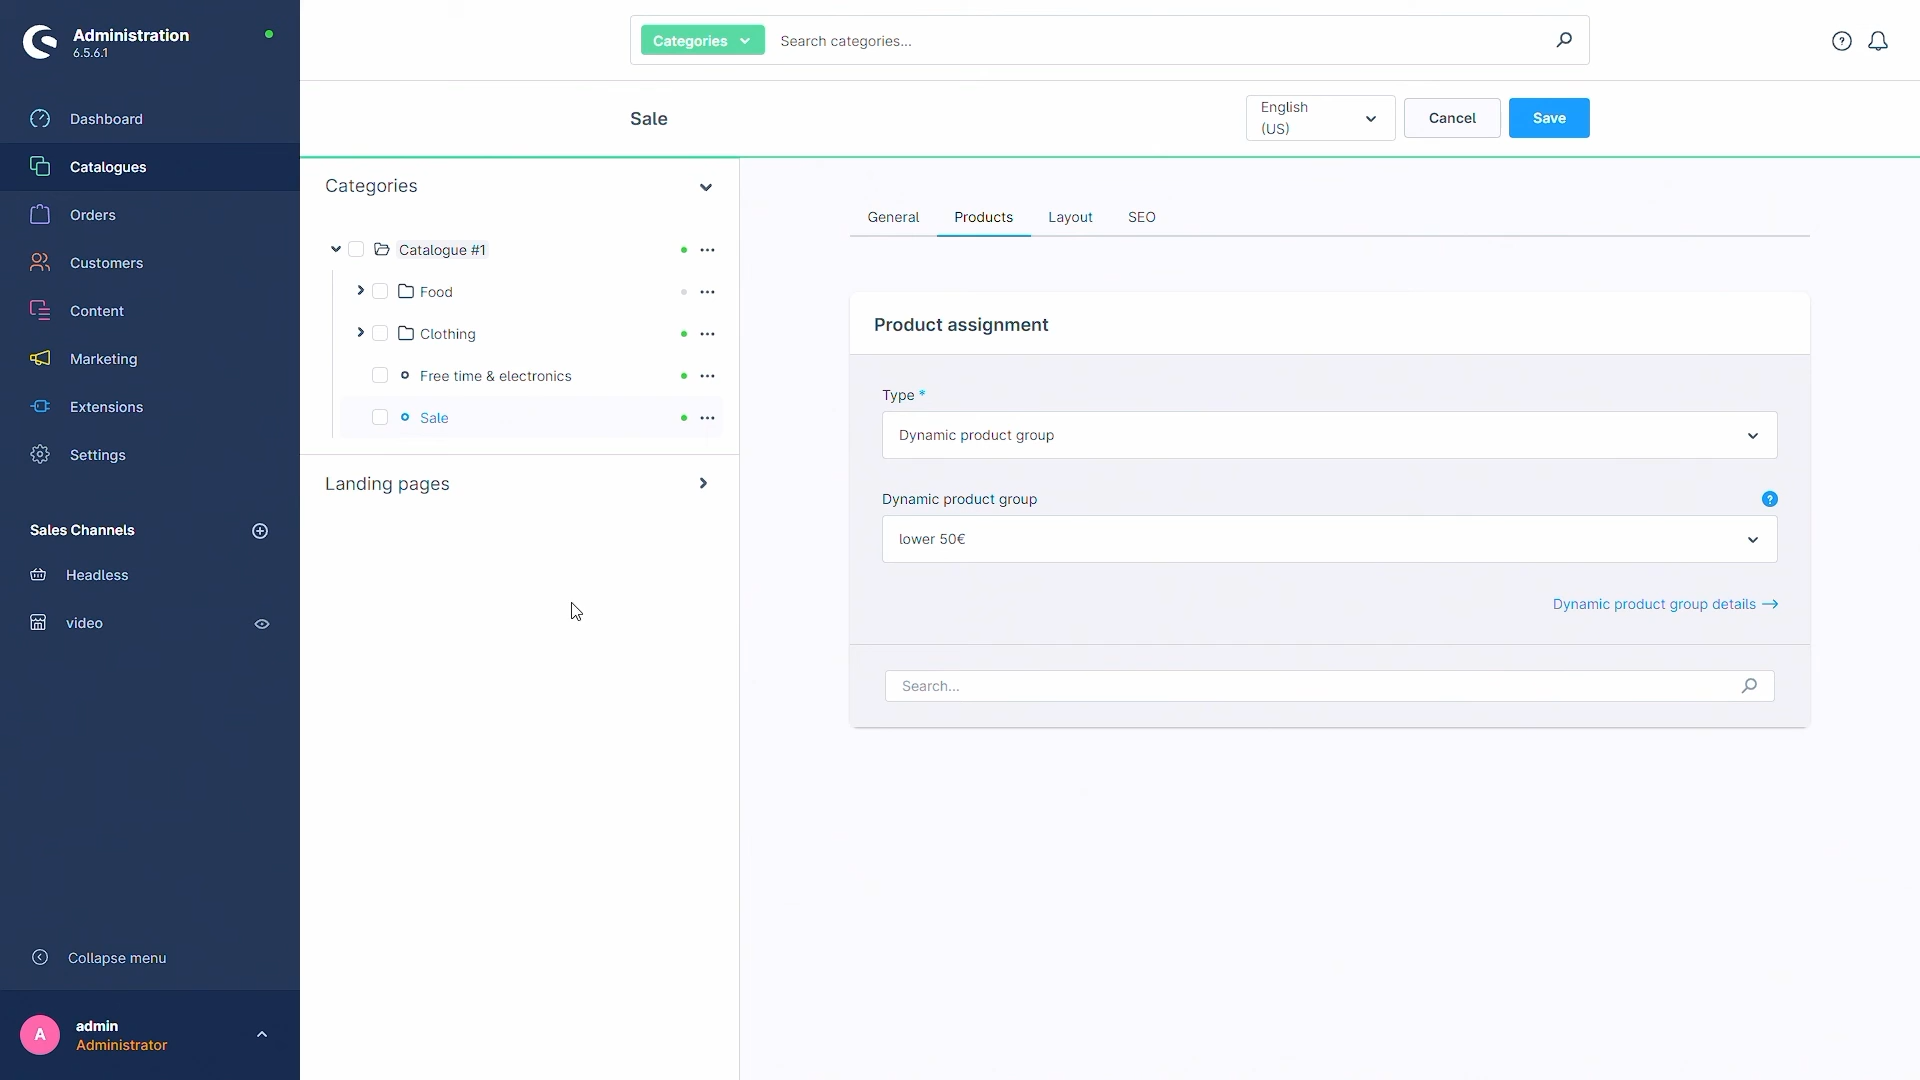 Administration
6.5.6.1
Categories
Search categories...
Sale
English
(US)
Cancel
Save
Dashboard
Catalogues
Orders
Customers
Content
Marketing
Extensions
Settings
Sales Channels
Headless
video
Collapse menu
A
admin
Administrator
Categories
Catalogue #1
Food
Clothing
Free time & electronics
Sale
Landing pages
General
Products
Layout
SEO
Product assignment
Type *
Dynamic product group
Dynamic product group
lower 50€
Dynamic product group details
Search...